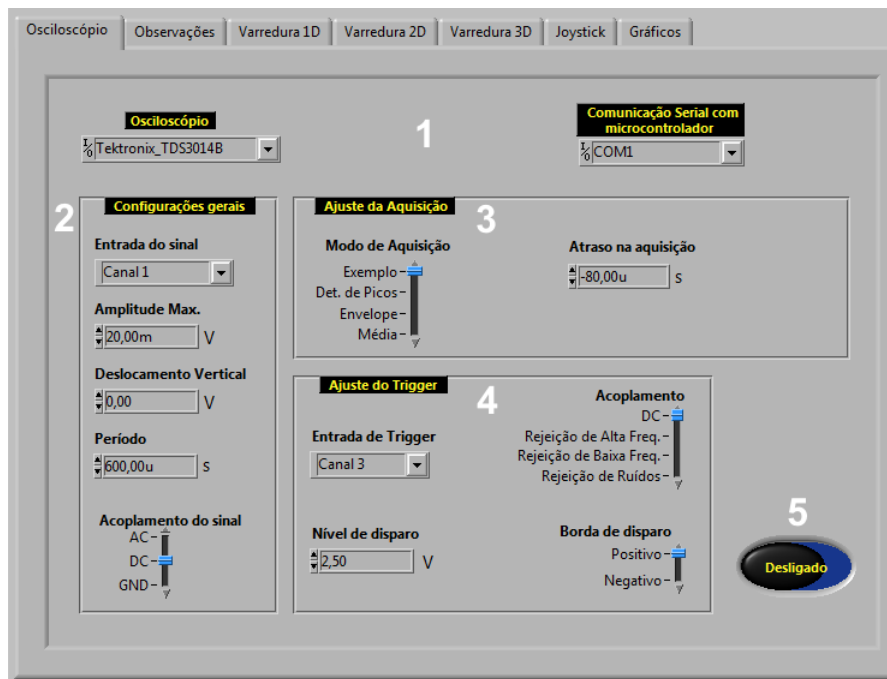 Osciloscópio Observações Varredura 1D Varredura 2D Varredura 3D Joystick Gráficos
1
Osciloscópio
I/O Tektronix_TDS3014B
Comunicação Serial com
microcontrolador
I/O COM1
2
Configurações gerais
Entrada do sinal
Canal 1
Amplitude Max.
20,00m V
Deslocamento Vertical
0,00 V
Período
600,00u s
Acoplamento do sinal
AC
DC
GND
Ajuste da Aquisição
3
Modo de Aquisição
Exemplo
Det. de Picos
Envelope
Média
Atraso na aquisição
-80,00u s
Ajuste do Trigger
4
Entrada de Trigger
Canal 3
Acoplamento
DC
Rejeição de Alta Freq.
Rejeição de Baixa Freq.
Rejeição de Ruídos
Nível de disparo
2,50 V
Borda de disparo
Positivo
Negativo
5
Desligado